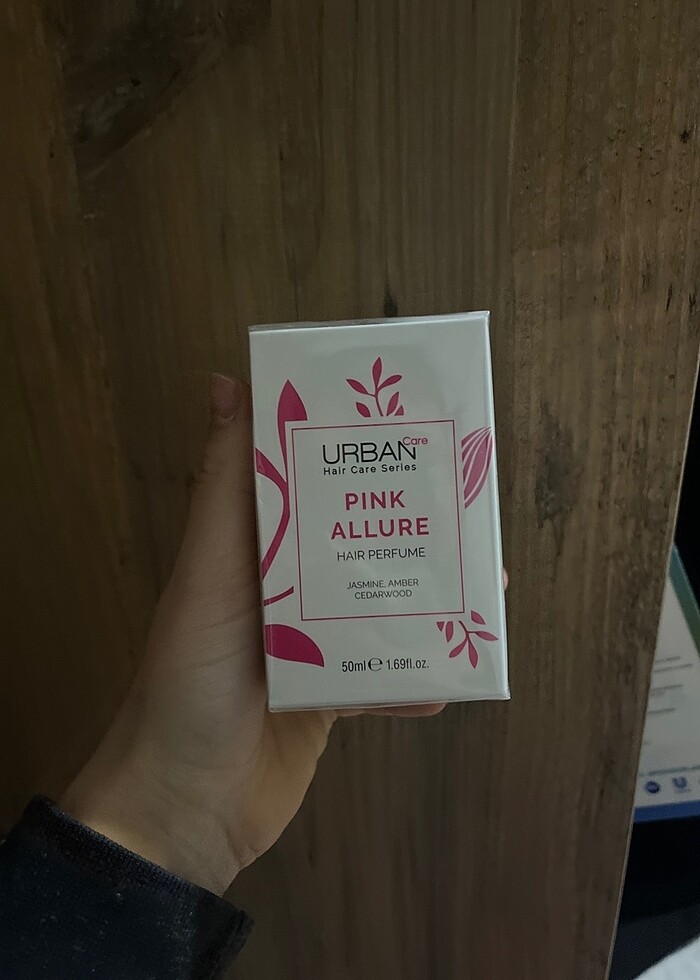 URBAN Care
Hair Care Series
PINK
ALLURE
HAIR PERFUME
JASMINE, AMBER
CEDARWOOD
50ml e 1.69fl.oz.